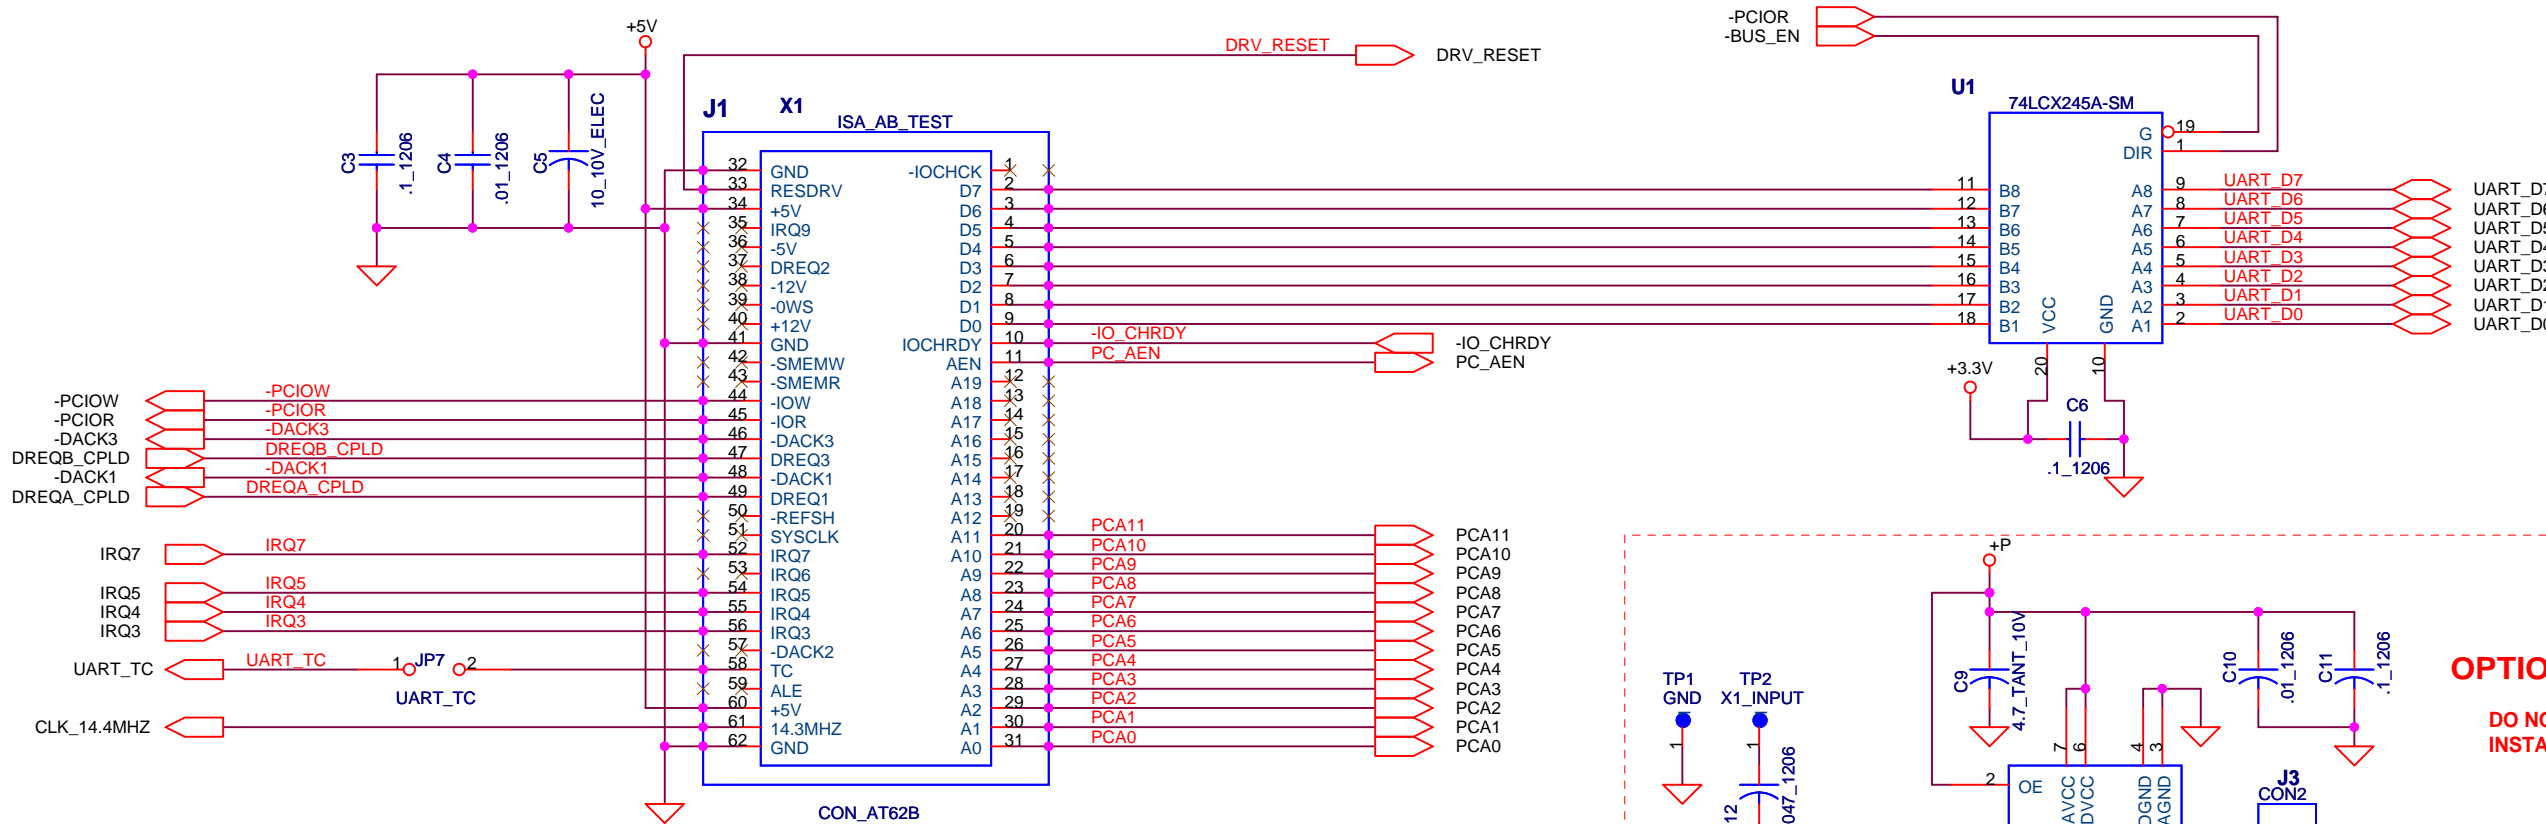 +5V
C3
.1_1206
C4
.01_1206
C5
10_10V_ELEC
DRV_RESET
DRV_RESET
J1
X1
ISA_AB_TEST
32 GND
33 RESDRV
34 +5V
35 IRQ9
36 -5V
37 DREQ2
38 -12V
39 -0WS
40 +12V
41 GND
42 -SMEMW
43 -SMEMR
-PCIOW -PCIOW 44 -IOW
-PCIOR -PCIOR 45 -IOR
-DACK3 -DACK3 46 -DACK3
DREQB_CPLD DREQB_CPLD 47 DREQ3
-DACK1 -DACK1 48 -DACK1
DREQA_CPLD DREQA_CPLD 49 DREQ1
50 -REFSH
51 SYSCLK
IRQ7 IRQ7 52 IRQ7
53 IRQ6
IRQ5 IRQ5 54 IRQ5
IRQ4 IRQ4 55 IRQ4
IRQ3 IRQ3 56 IRQ3
57 -DACK2
UART_TC UART_TC 1 JP7 2 58 TC
UART_TC
59 ALE
60 +5V
CLK_14.4MHZ 61 14.3MHZ
62 GND
-IOCHCK 1
D7 2
D6 3
D5 4
D4 5
D3 6
D2 7
D1 8
D0 9
IOCHRDY 10 -IO_CHRDY -IO_CHRDY
AEN 11 PC_AEN PC_AEN
A19 12
A18 13
A17 14
A16 15
A15 16
A14 17
A13 18
A12 19
A11 20 PCA11 PCA11
A10 21 PCA10 PCA10
A9 22 PCA9 PCA9
A8 23 PCA8 PCA8
A7 24 PCA7 PCA7
A6 25 PCA6 PCA6
A5 26 PCA5 PCA5
A4 27 PCA4 PCA4
A3 28 PCA3 PCA3
A2 29 PCA2 PCA2
A1 30 PCA1 PCA1
A0 31 PCA0 PCA0
CON_AT62B
-PCIOR
-BUS_EN
U1
74LCX245A-SM
G 19
DIR 1
11 B8 A8 9 UART_D7
12 B7 A7 8 UART_D6
13 B6 A6 7 UART_D5
14 B5 A5 6 UART_D4
15 B4 A4 5 UART_D3
16 B3 A3 4 UART_D2
17 B2 A2 3 UART_D1
18 B1 A1 2 UART_D0
VCC
GND
20
10
+3.3V
C6
.1_1206
+P
C9
4.7_TANT_10V
C10
.01_1206
C11
.1_1206
TP1
GND
1
TP2
X1_INPUT
1
7
6
4
3
2 OE
AVCC
DVCC
DGND
AGND
J3
CON2